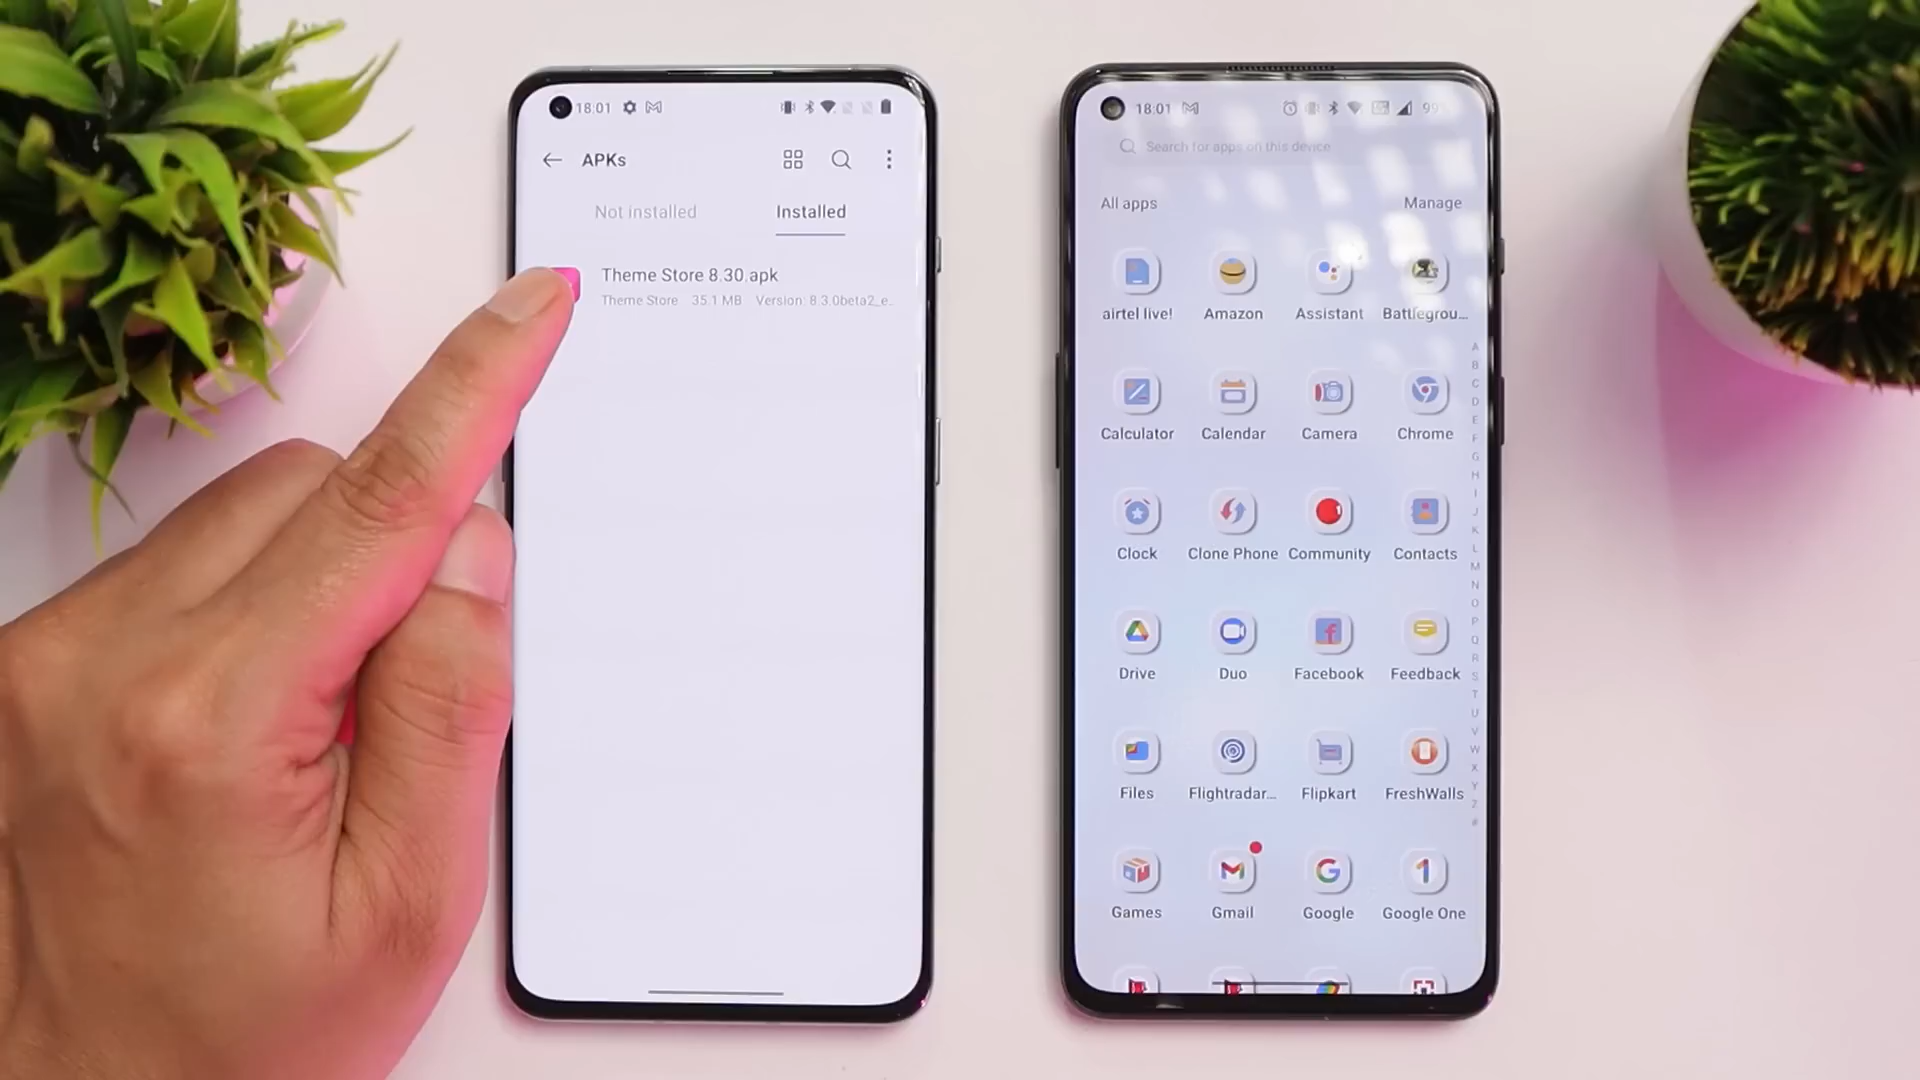 18:01
APKs
Not installed
Installed
Theme Store 8.30.apk
Theme Store 35.1 MB Version: 8.3.0beta2_e..
18:01
99
Search for apps on this device
All apps
Manage
airtel live!
Amazon
Assistant
Battlegrou...
Calculator
Calendar
Camera
Chrome
Clock
Clone Phone
Community
Contacts
Drive
Duo
Facebook
Feedback
Files
Flightradar...
Flipkart
FreshWalls
Games
Gmail
Google
Google One
A
B
C
D
E
F
G
H
I
J
K
L
M
N
O
P
Q
R
S
T
U
V
W
X
Y
Z
#